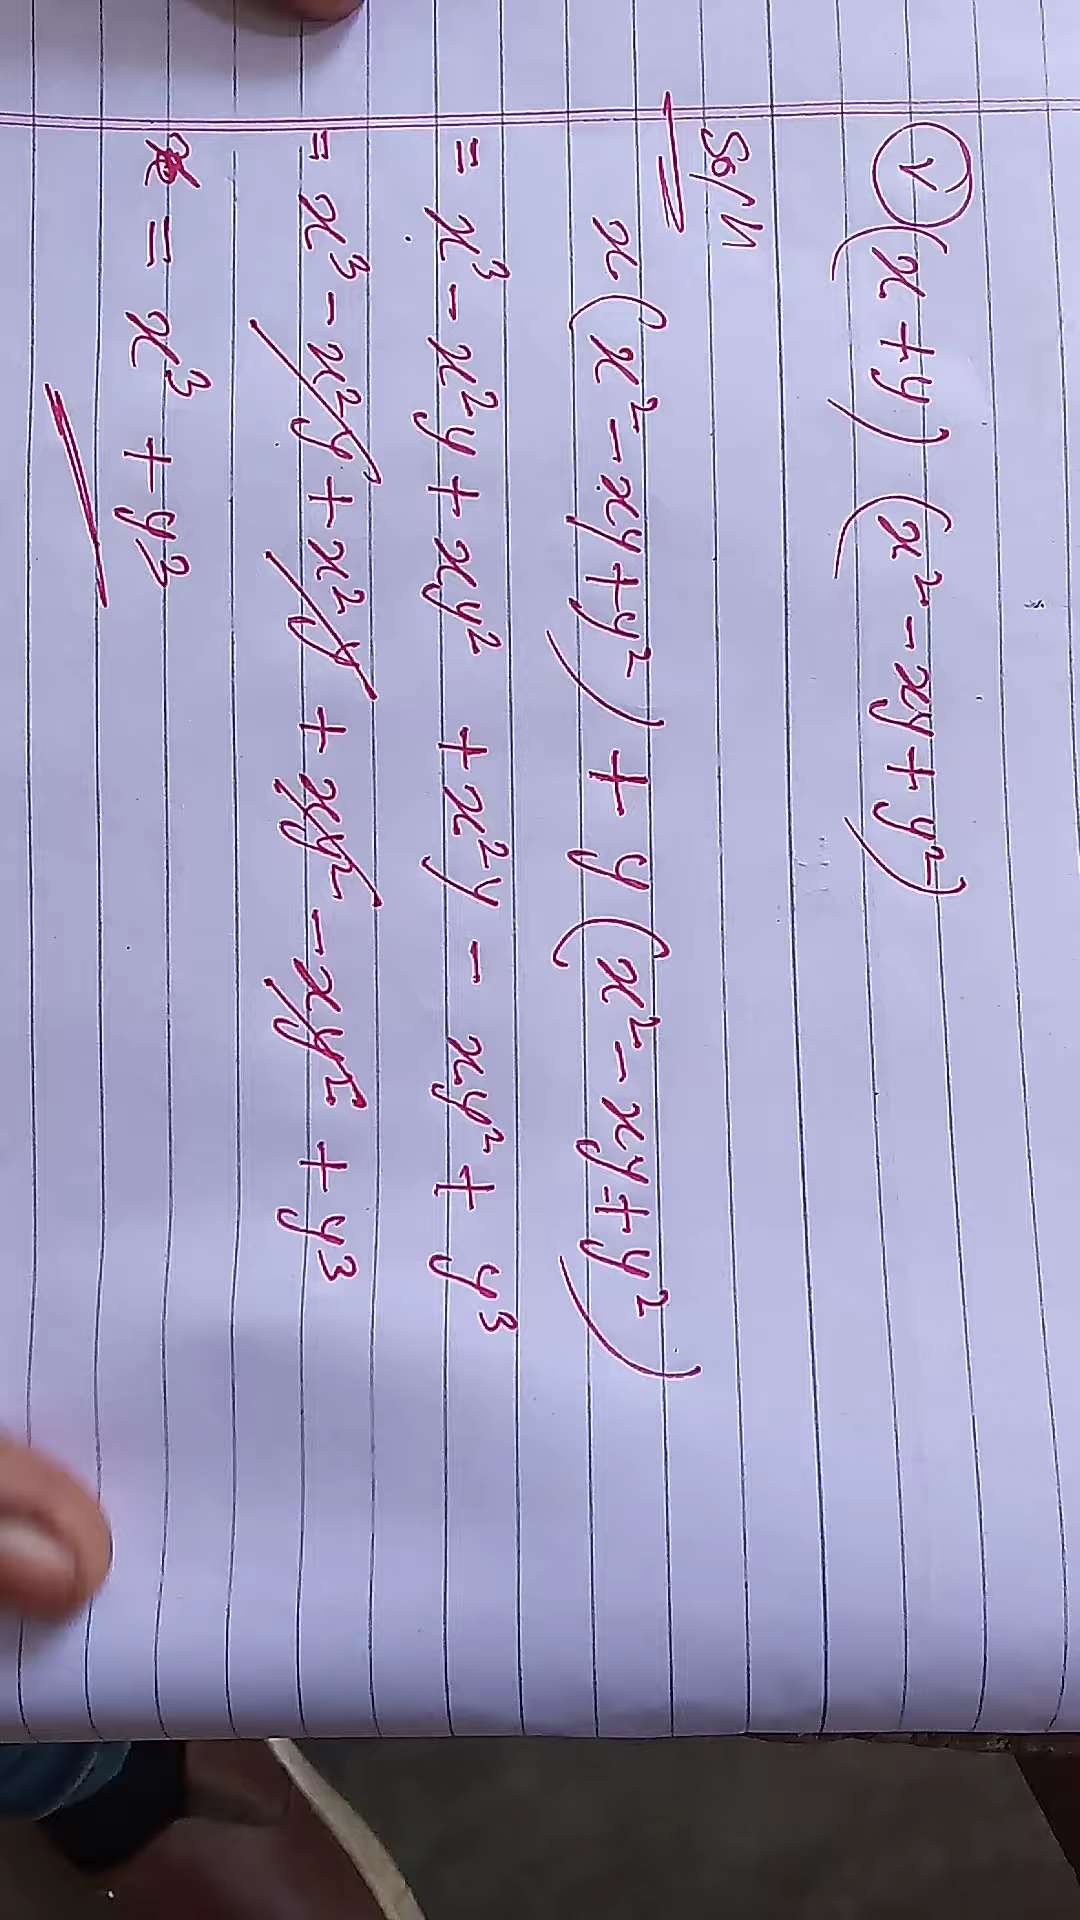 (v) (x + y) (x² - xy + y²)
Soln
x (x² - xy + y²) + y (x² - xy + y²)
= x³ - x²y + xy² + x²y - xy² + y³
= x³ - x²y + x²y + xy² - xy² + y³
= x³ + y³